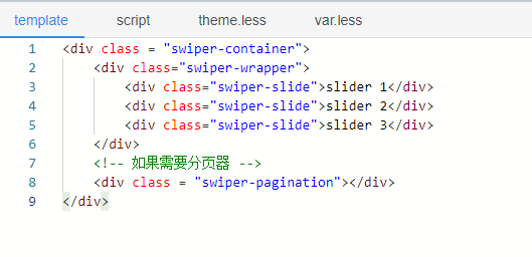 template script theme.less var.less
1 <div class = "swiper-container">
2 <div class="swiper-wrapper">
3 <div class="swiper-slide">slider 1</div>
4 <div class="swiper-slide">slider 2</div>
5 <div class="swiper-slide">slider 3</div>
6 </div>
7 <!-- 如果需要分页器 -->
8 <div class = "swiper-pagination"></div>
9 </div>